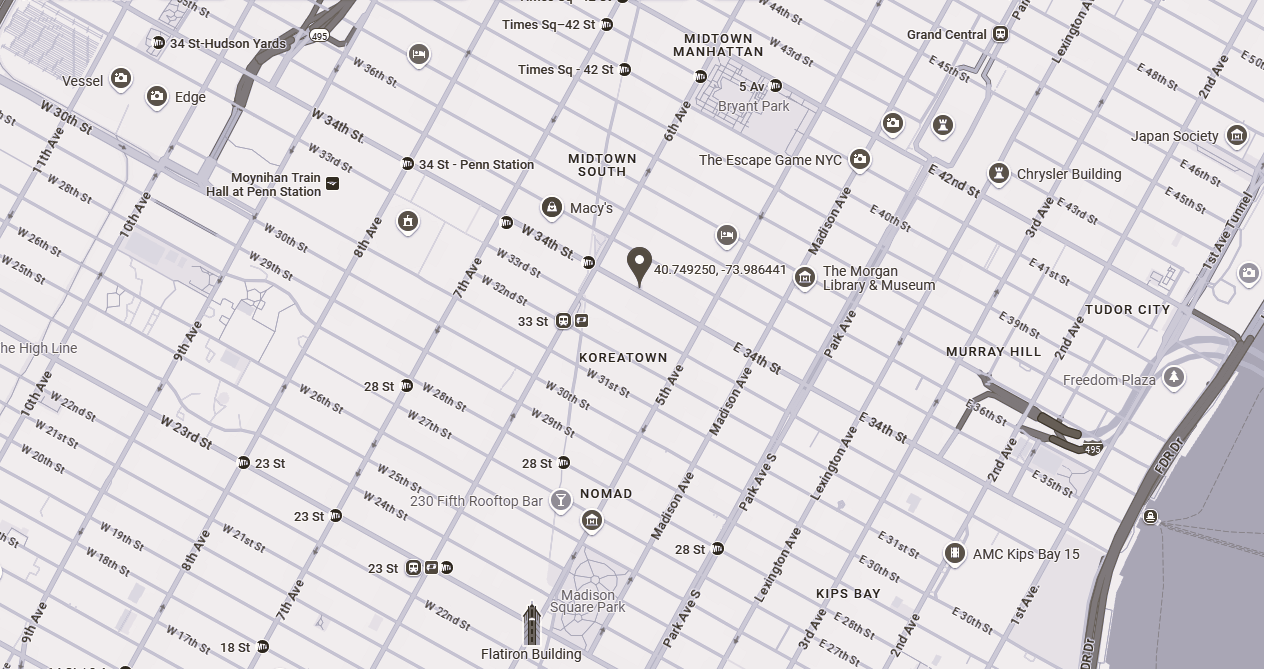 Times Sq–42 St
W 44th St
Times Sq - 42 St
MIDTOWN
MANHATTAN
W 43rd St
Grand Central
Lexington Ave
34 St-Hudson Yards
495
W 36th St
E 45th St
E 48th St
2nd Ave
Vessel
Edge
5 Av
Bryant Park
W 30th St
W 34th St.
6th Ave
Japan Society
11th Ave
W 33rd St
34 St - Penn Station
MIDTOWN
SOUTH
The Escape Game NYC
E 46th St
Moynihan Train
Hall at Penn Station
E 42nd St
Chrysler Building
W 28th St
E 45th St
10th Ave
8th Ave
Macy's
Madison Ave
E 40th St
3rd Ave
E 43rd St
1st Ave Tunnel
W 26th St
W 30th St
W 34th St.
W 25th St
W 29th St
7th Ave
W 33rd St
40.749250, -73.986441
The Morgan
Library & Museum
E 41st St
W 32nd St
TUDOR CITY
33 St
E 39th St
9th Ave
Park Ave
2nd Ave
he High Line
KOREATOWN
E 34th St
MURRAY HILL
Freedom Plaza
10th Ave
28 St
W 28th St
W 31st St
W 30th St
5th Ave
Madison Ave
W 22nd St
W 26th St
W 27th St
W 29th St
E 36th St
W 21st St
W 23rd St
E 34th St
495
W 20th St
23 St
28 St
Lexington Ave
2nd Ave
FDR Dr
W 25th St
Park Ave S
E 35th St
230 Fifth Rooftop Bar
NOMAD
W 24th St
Madison Ave
23 St
W 19th St
W 21st St
8th Ave
28 St
E 31st St
AMC Kips Bay 15
W 18th St
23 St
Lexington Ave
E 30th St
7th Ave
Madison
Square Park
KIPS BAY
1st Ave.
W 22nd St
Park Ave S
9th Ave
3rd Ave
E 28th St
2nd Ave
E 30th St
W 17th St
18 St
Flatiron Building
E 27th St
DR Dr